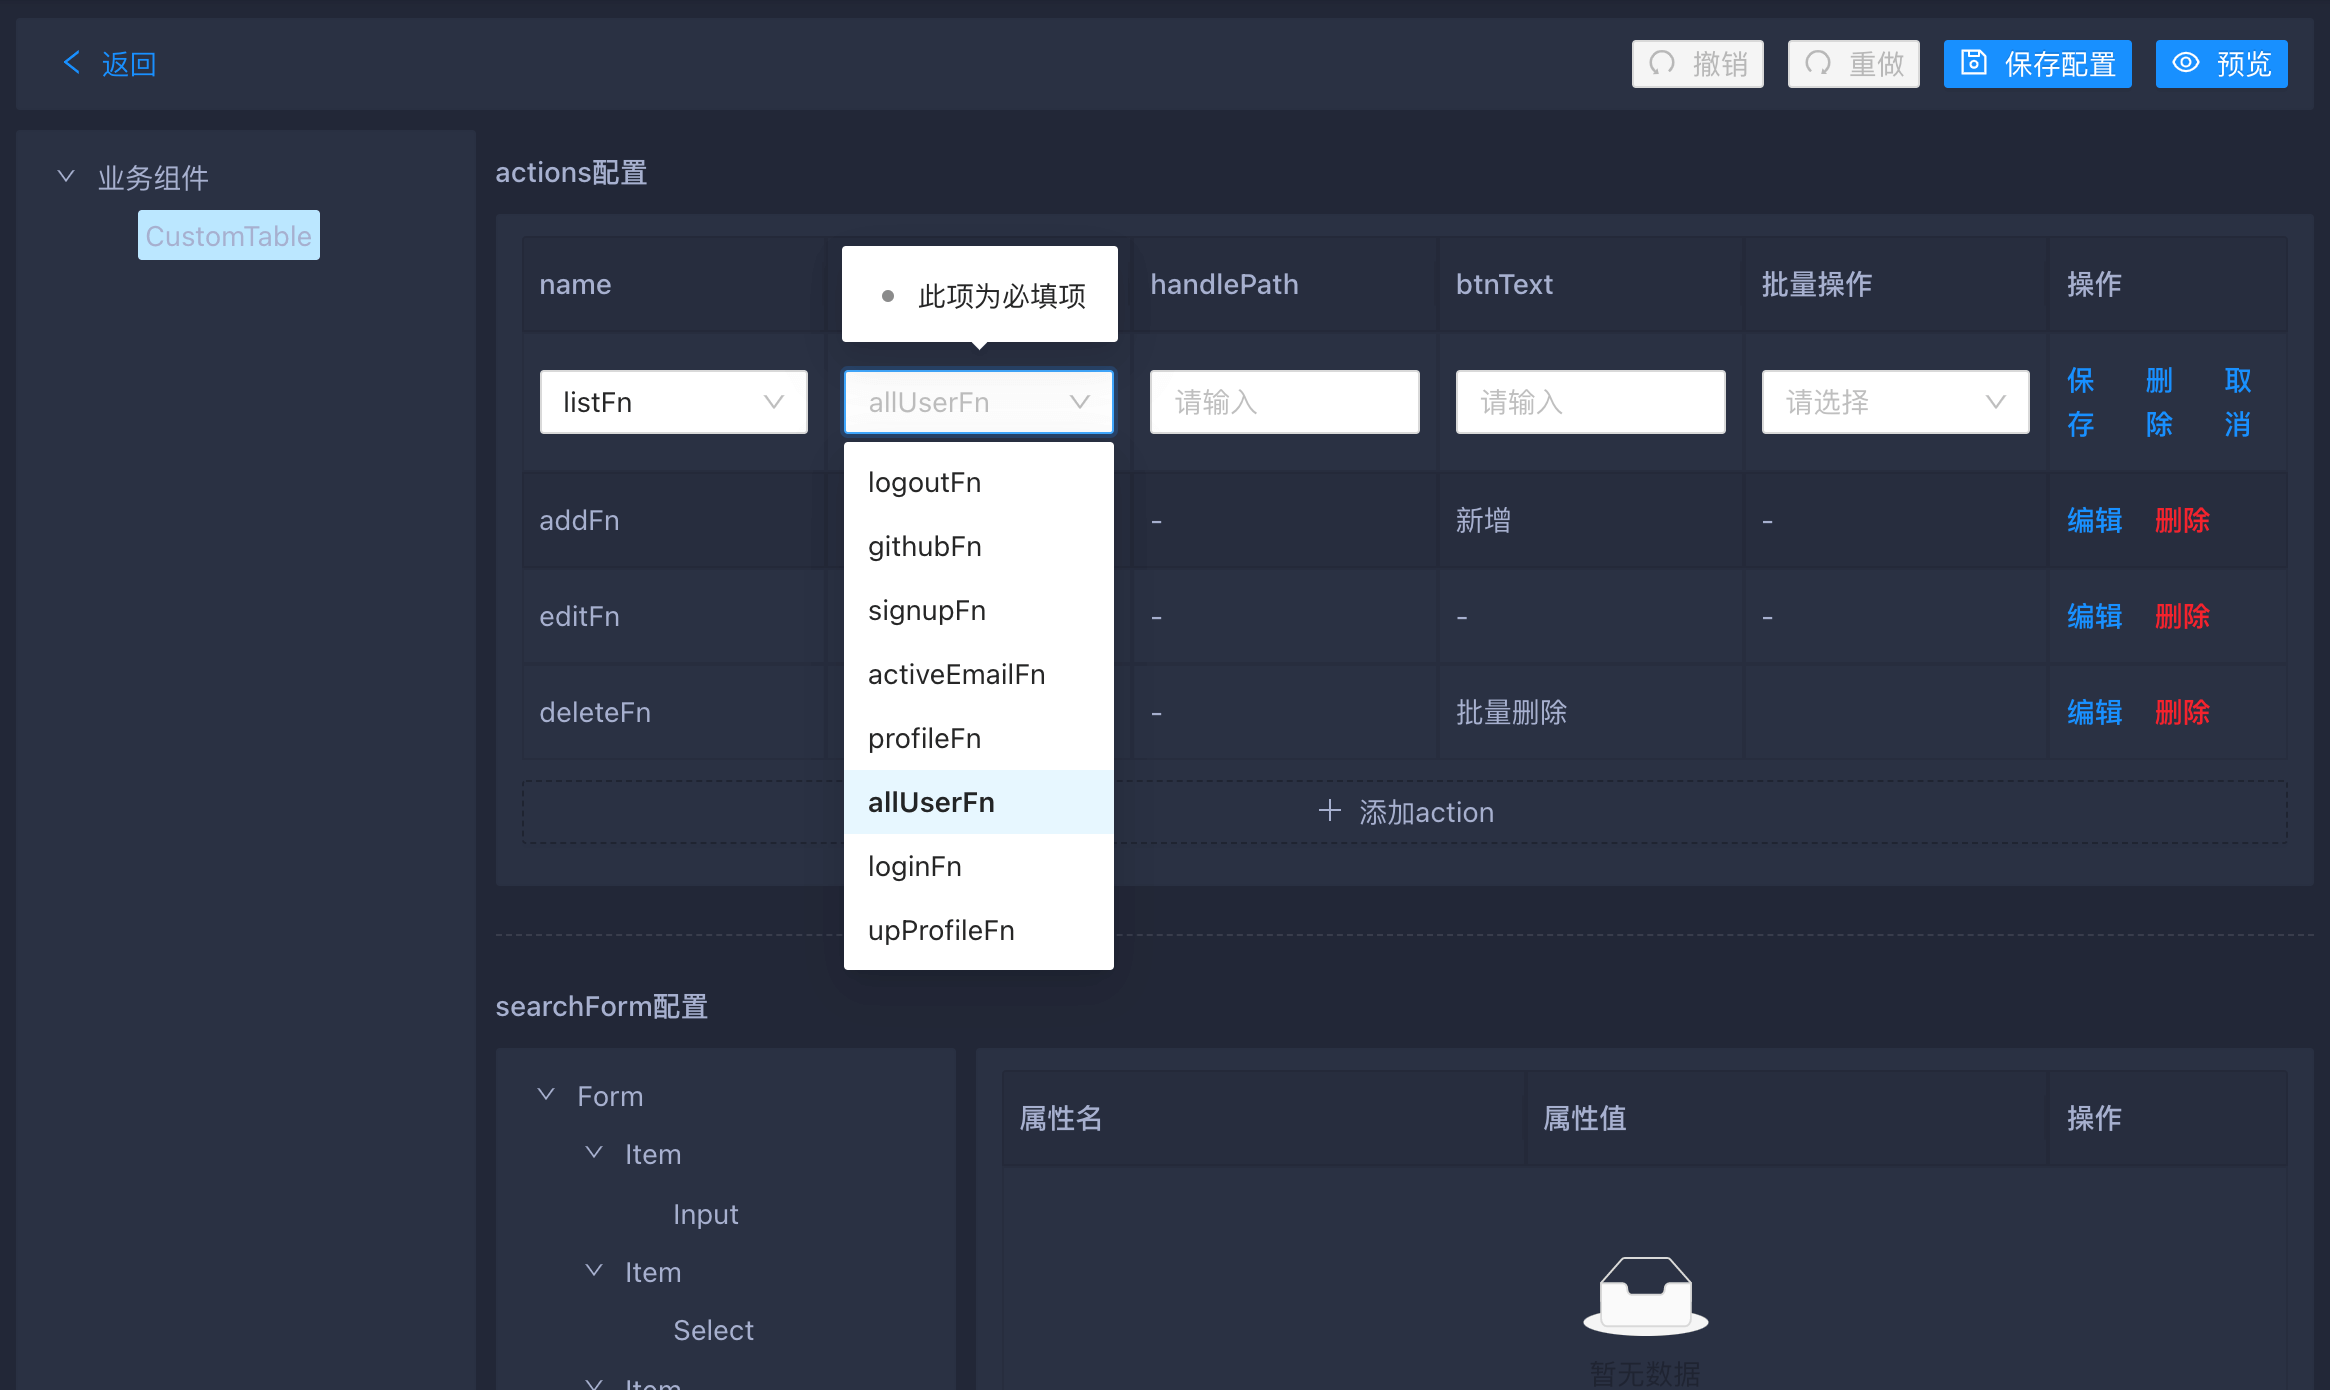 返回
撤销
重做
保存配置
预览
业务组件
CustomTable
actions配置
name
此项为必填项
handlePath
btnText
批量操作
操作
listFn
allUserFn
请输入
请输入
请选择
保存
删除
取消
logoutFn
addFn
-
新增
-
编辑
删除
githubFn
signupFn
editFn
-
-
-
编辑
删除
activeEmailFn
deleteFn
-
批量删除
编辑
删除
profileFn
allUserFn
添加action
loginFn
upProfileFn
searchForm配置
Form
Item
Input
Item
Select
Item
属性名
属性值
操作
暂无数据